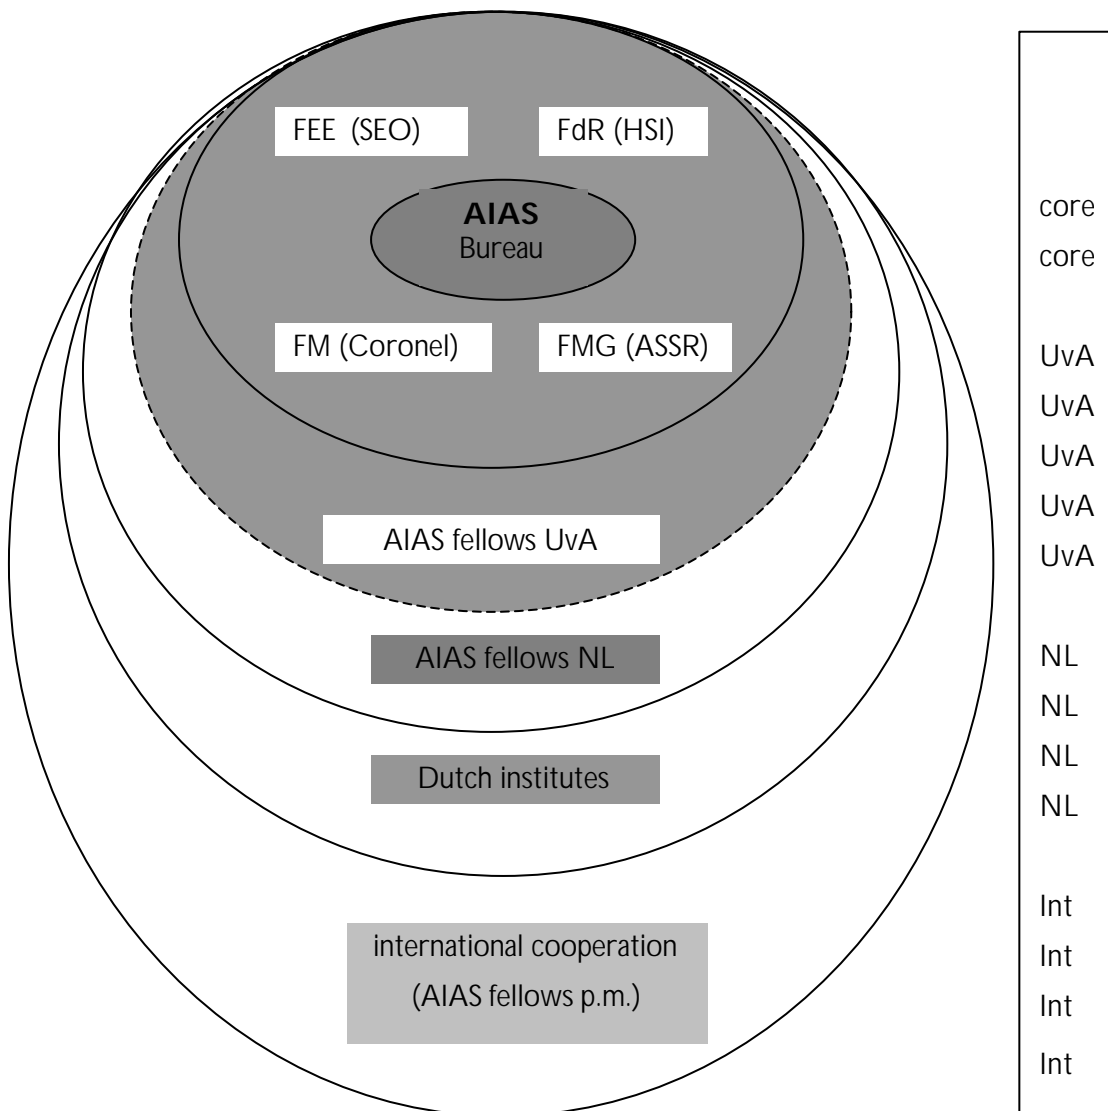 FEE (SEO)
FdR (HSI)
AIAS
Bureau
FM (Coronel)
FMG (ASSR)
AIAS fellows UvA
AIAS fellows NL
Dutch institutes
international cooperation
(AIAS fellows p.m.)
core
core
UvA
UvA
UvA
UvA
UvA
NL
NL
NL
NL
Int
Int
Int
Int